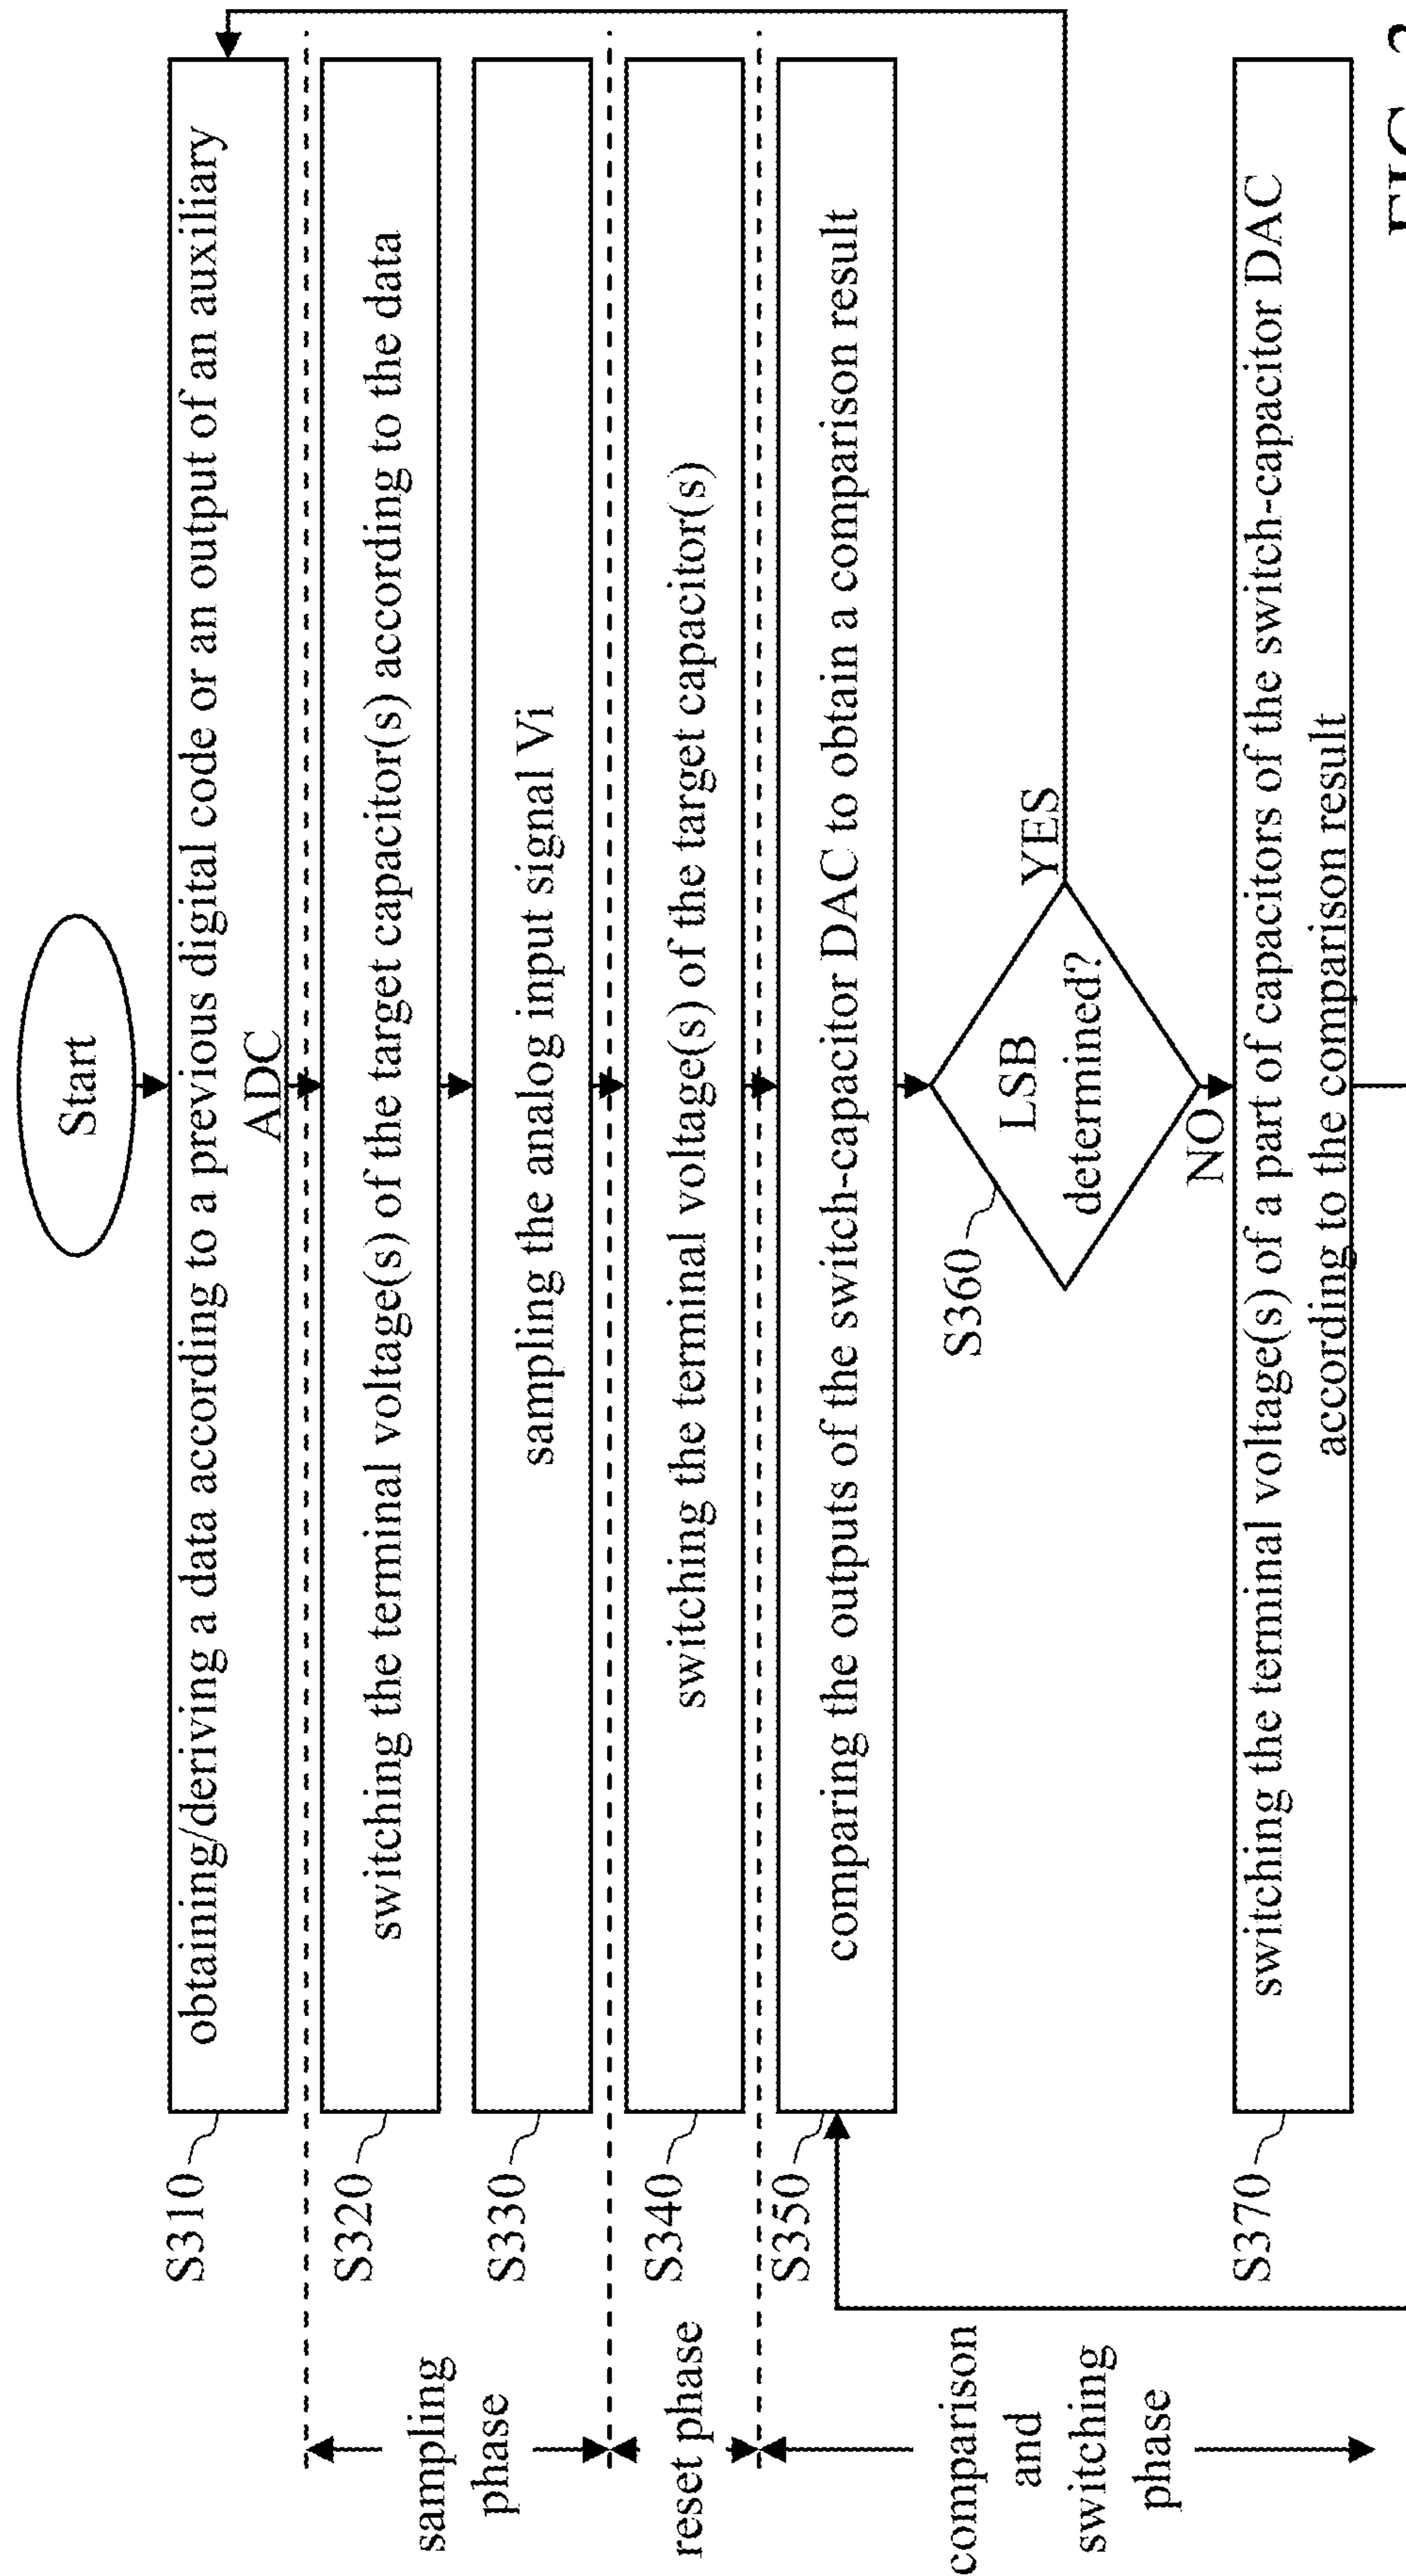 Start
S310
obtaining/deriving a data according to a previous digital code or an output of an auxiliary
ADC
sampling
phase
S320
switching the terminal voltage(s) of the target capacitor(s) according to the data
S330
sampling the analog input signal Vi
reset phase
S340
switching the terminal voltage(s) of the target capacitor(s)
comparison
and
switching
phase
S350
comparing the outputs of the switch-capacitor DAC to obtain a comparison result
S360
LSB
determined?
YES
NO
S370
switching the terminal voltage(s) of a part of capacitors of the switch-capacitor DAC
according to the comparison result